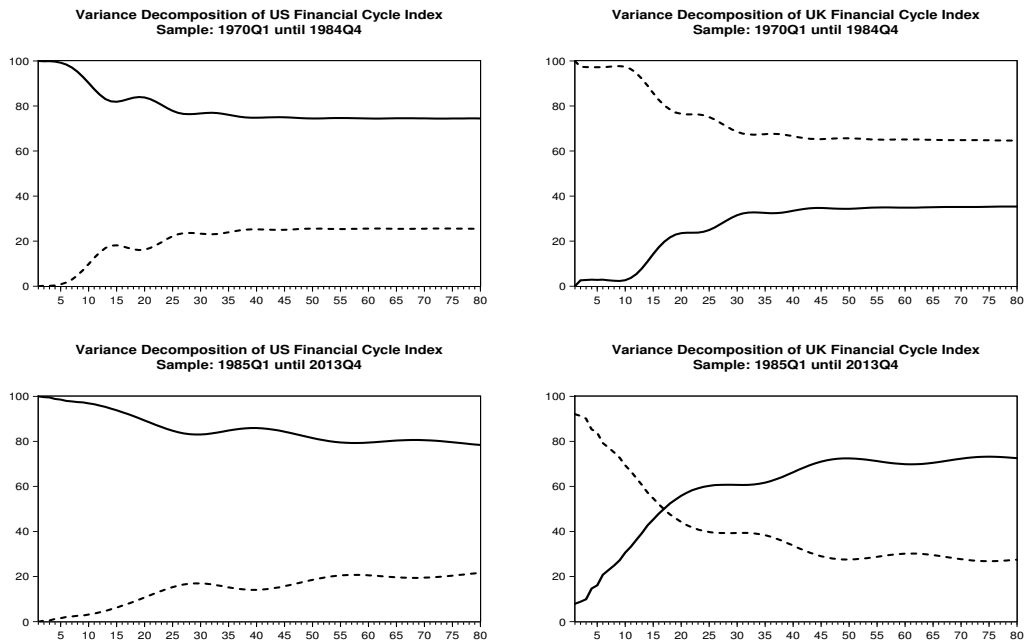 Variance Decomposition of US Financial Cycle Index
Sample: 1970Q1 until 1984Q4
100
80
60
40
20
0
5 10 15 20 25 30 35 40 45 50 55 60 65 70 75 80
Variance Decomposition of UK Financial Cycle Index
Sample: 1970Q1 until 1984Q4
100
80
60
40
20
0
5 10 15 20 25 30 35 40 45 50 55 60 65 70 75 80
Variance Decomposition of US Financial Cycle Index
Sample: 1985Q1 until 2013Q4
100
80
60
40
20
0
5 10 15 20 25 30 35 40 45 50 55 60 65 70 75 80
Variance Decomposition of UK Financial Cycle Index
Sample: 1985Q1 until 2013Q4
100
80
60
40
20
0
5 10 15 20 25 30 35 40 45 50 55 60 65 70 75 80